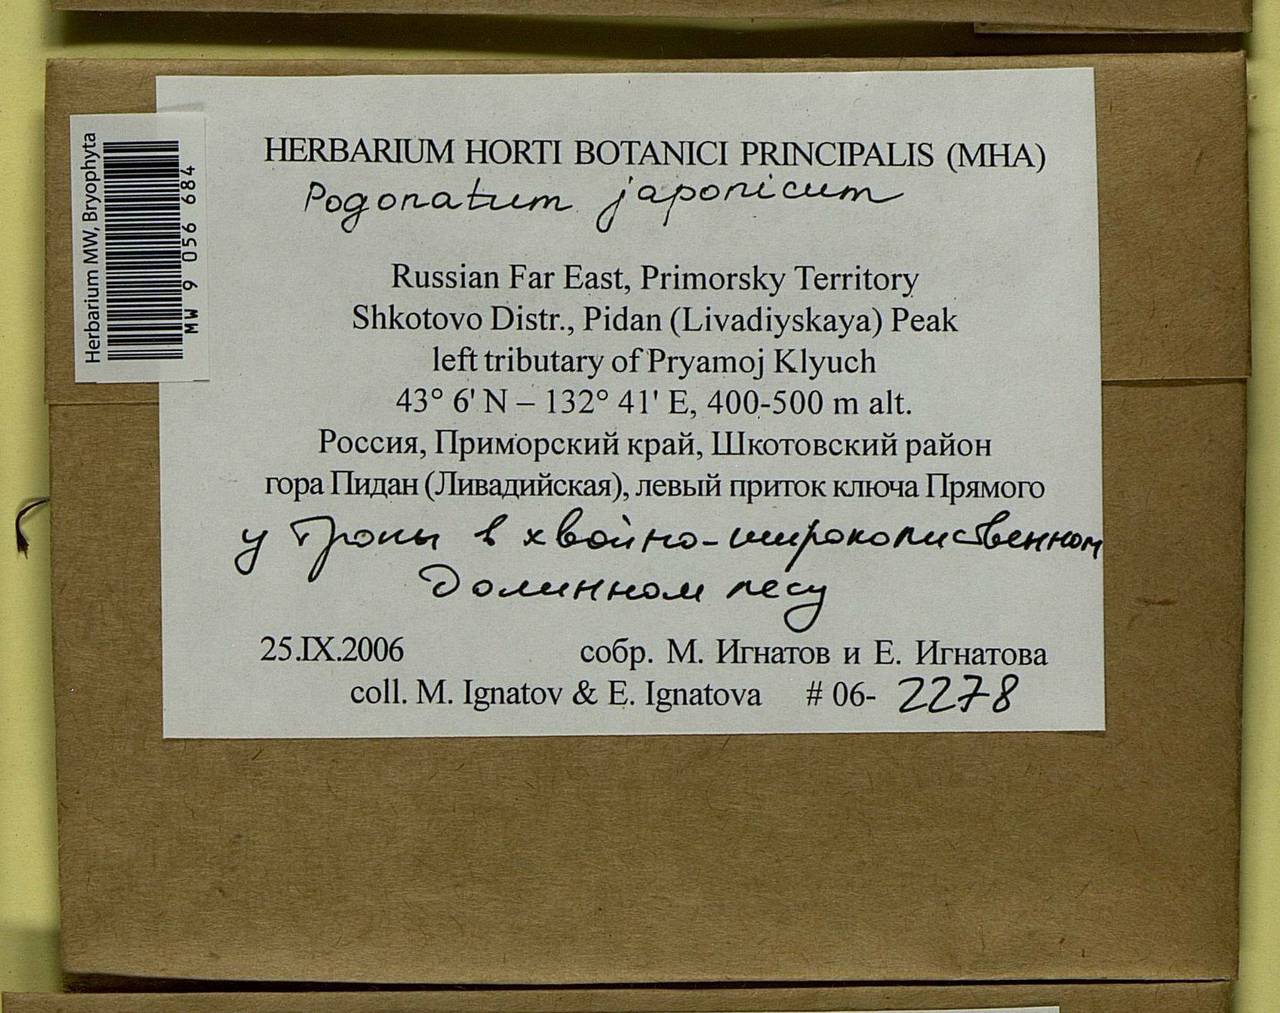 Herbarium MW, Bryophyta
MW 9 056 684
HERBARIUM HORTI BOTANICI PRINCIPALIS (MHA)
Pogonatum japonicum
Russian Far East, Primorsky Territory
Shkotovo Distr., Pidan (Livadiyskaya) Peak
left tributary of Pryamoj Klyuch
43° 6' N – 132° 41' E, 400-500 m alt.
Россия, Приморский край, Шкотовский район
гора Пидан (Ливадийская), левый приток ключа Прямого
у тропы в хвойно-широколиственном
долинном лесу
25.IX.2006 собр. М. Игнатов и Е. Игнатова
coll. M. Ignatov & E. Ignatova # 06- 2278